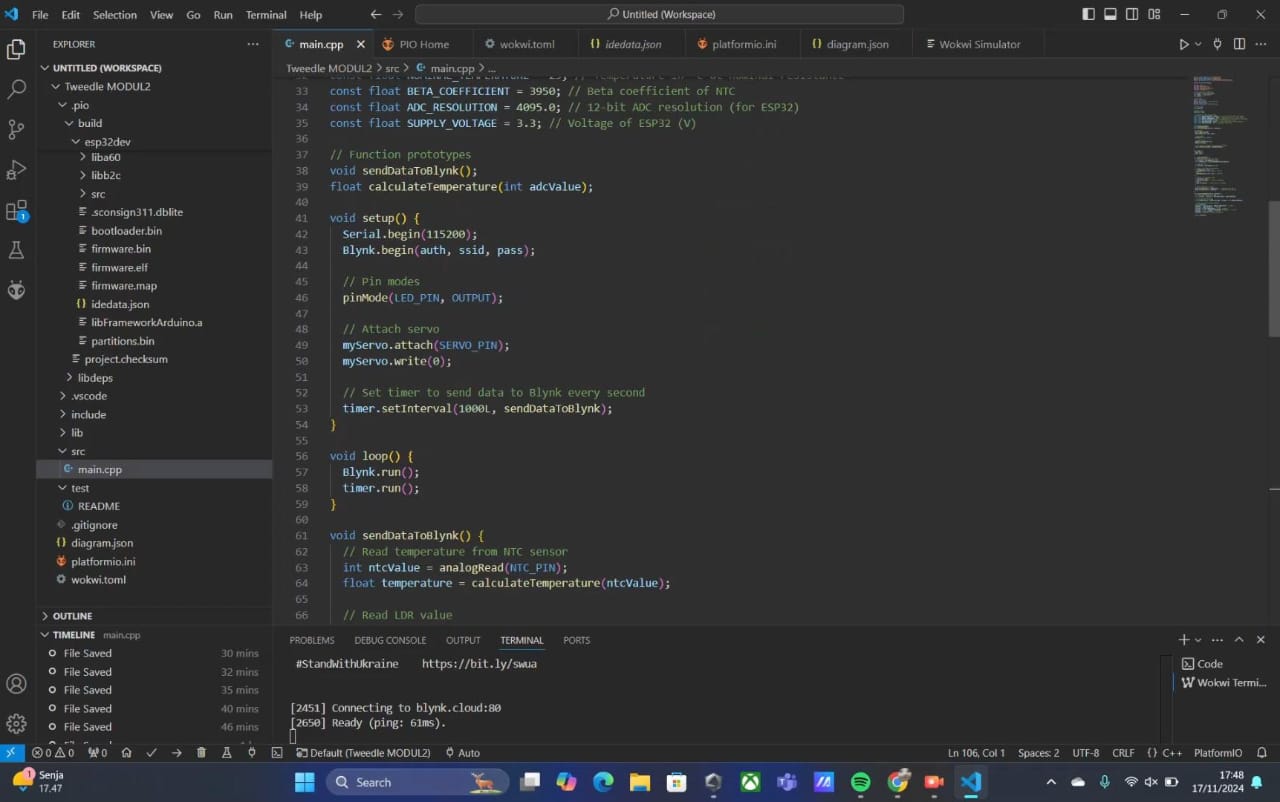 File Edit Selection View Go Run Terminal Help
Untitled (Workspace)
EXPLORER
main.cpp
PIO Home
wokwi.toml
idedata.json
platformio.ini
diagram.json
Wokwi Simulator
UNTITLED (WORKSPACE)
Tweedle MODUL2
.pio
build
esp32dev
liba60
libb2c
src
.sconsign311.dblite
bootloader.bin
firmware.bin
firmware.elf
firmware.map
idedata.json
libFrameworkArduino.a
partitions.bin
project.checksum
libdeps
.vscode
include
lib
src
main.cpp
test
README
.gitignore
diagram.json
platformio.ini
wokwi.toml
OUTLINE
TIMELINE main.cpp
File Saved 30 mins
File Saved 32 mins
File Saved 35 mins
File Saved 40 mins
File Saved 46 mins
Tweedle MODUL2 > src > main.cpp > ...
33 const float BETA_COEFFICIENT = 3950; // Beta coefficient of NTC
34 const float ADC_RESOLUTION = 4095.0; // 12-bit ADC resolution (for ESP32)
35 const float SUPPLY_VOLTAGE = 3.3; // Voltage of ESP32 (V)
36
37 // Function prototypes
38 void sendDataToBlynk();
39 float calculateTemperature(int adcValue);
40
41 void setup() {
42 Serial.begin(115200);
43 Blynk.begin(auth, ssid, pass);
44
45 // Pin modes
46 pinMode(LED_PIN, OUTPUT);
47
48 // Attach servo
49 myServo.attach(SERVO_PIN);
50 myServo.write(0);
51
52 // Set timer to send data to Blynk every second
53 timer.setInterval(1000L, sendDataToBlynk);
54 }
55
56 void loop() {
57 Blynk.run();
58 timer.run();
59 }
60
61 void sendDataToBlynk() {
62 // Read temperature from NTC sensor
63 int ntcValue = analogRead(NTC_PIN);
64 float temperature = calculateTemperature(ntcValue);
65
66 // Read LDR value
PROBLEMS DEBUG CONSOLE OUTPUT TERMINAL PORTS
#StandWithUkraine https://bit.ly/swua
[2451] Connecting to blynk.cloud:80
[2650] Ready (ping: 61ms).
Code
Wokwi Termi...
0 0 0 Default (Tweedle MODUL2) Auto
Ln 106, Col 1 Spaces: 2 UTF-8 CRLF {} C++ PlatformIO
1 Senja
17.47
Search
17:48
17/11/2024